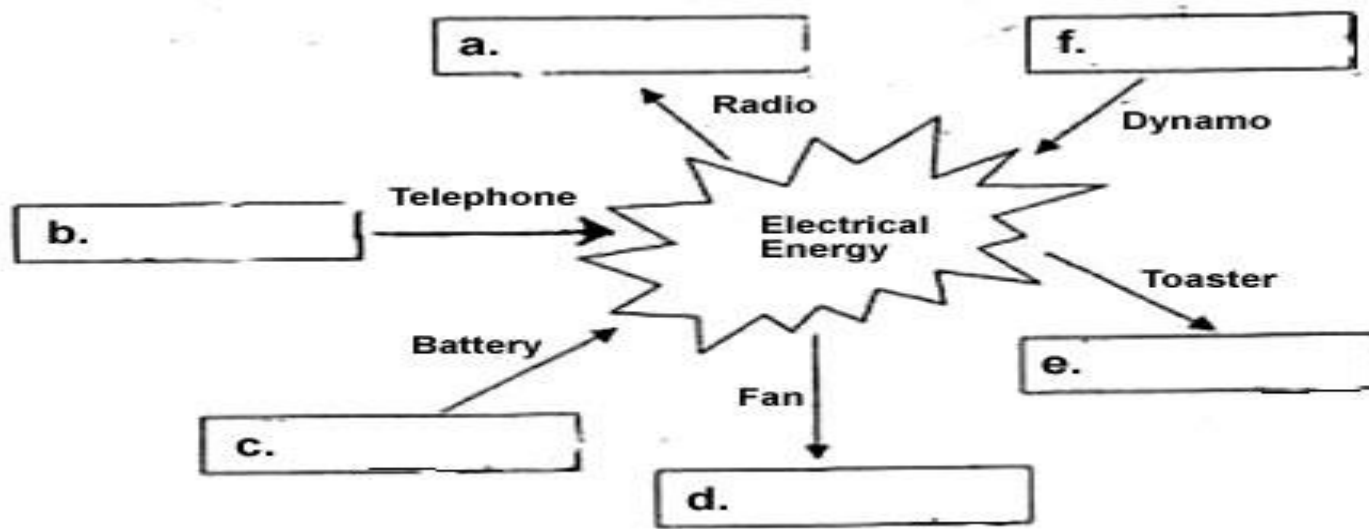 a.
f.
Radio
Dynamo
Telephone
b.
Electrical
Energy
Toaster
Battery
e.
Fan
c.
d.